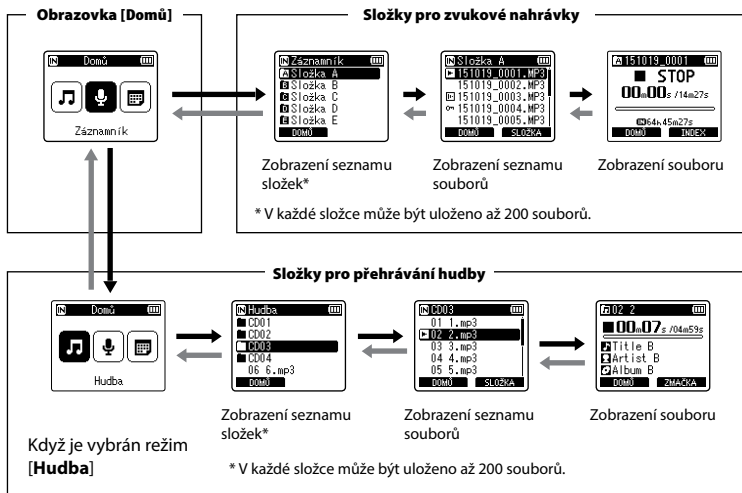 Obrazovka [Domů]
Domů
Záznamník
Složky pro zvukové nahrávky
Záznamník
Složka A
Složka B
Složka C
Složka D
Složka E
DOMŮ
Zobrazení seznamu
složek*
Složka A
151019_0001.MP3
151019_0002.MP3
151019_0003.MP3
151019_0004.MP3
151019_0005.MP3
DOMŮ SLOŽKA
Zobrazení seznamu
souborů
151019_0001
STOP
00m00s /14m27s
64h45m27s
DOMŮ INDEX
Zobrazení souboru
* V každé složce může být uloženo až 200 souborů.
Složky pro přehrávání hudby
Domů
Hudba
Když je vybrán režim
[Hudba]
Hudba
CD01
CD02
CD03
CD04
06 6.mp3
DOMŮ
Zobrazení seznamu
složek*
CD03
01 1.mp3
02 2.mp3
03 3.mp3
04 4.mp3
05 5.mp3
DOMŮ SLOŽKA
Zobrazení seznamu
souborů
02 2
00m07s /04m59s
Title B
Artist B
Album B
DOMŮ ZMAČKA
Zobrazení souboru
* V každé složce může být uloženo až 200 souborů.